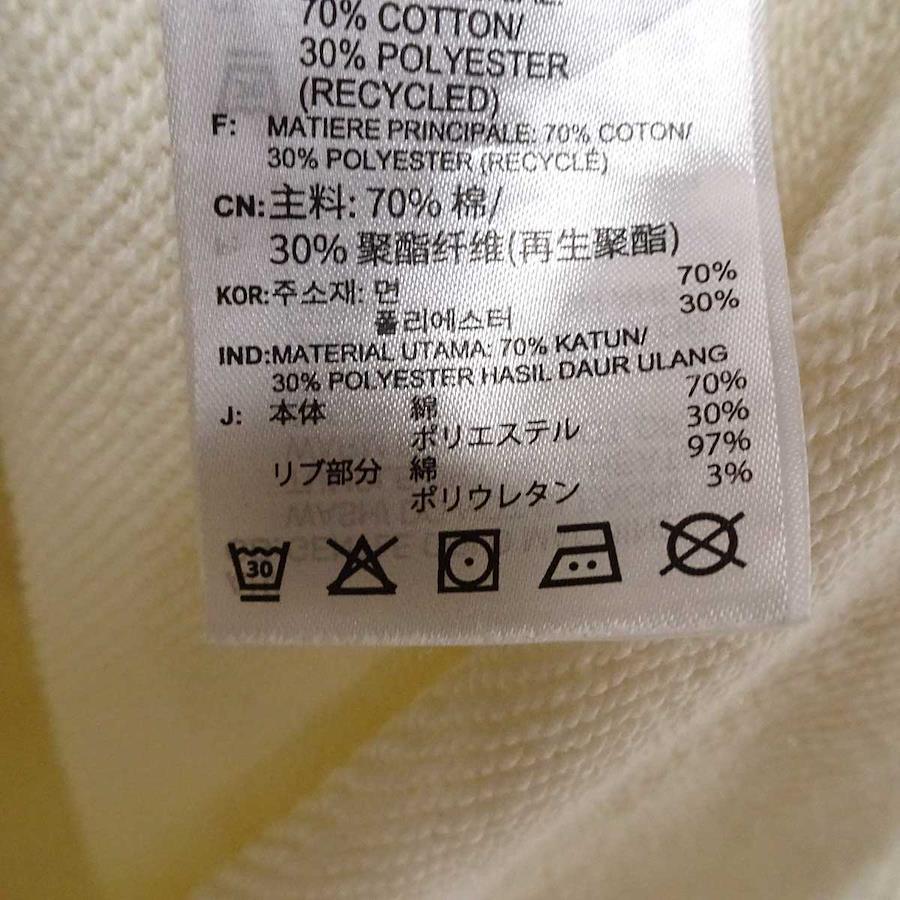 70% COTTON/
30% POLYESTER
(RECYCLED)
F: MATIERE PRINCIPALE: 70% COTON/
30% POLYESTER (RECYCLÉ)
CN: 主料: 70% 棉/
30% 聚酯纤维(再生聚酯)
KOR: 주소재: 면 70%
폴리에스터 30%
IND: MATERIAL UTAMA: 70% KATUN/
30% POLYESTER HASIL DAUR ULANG
J: 本体 綿 70%
ポリエステル 30%
リブ部分 綿 97%
ポリウレタン 3%
30